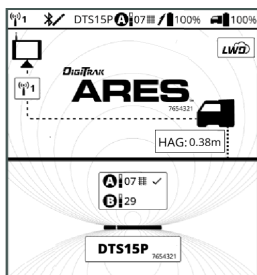 1 DTS15P A 07 100% 100%
LWD
DIGITRAK
ARES
7654321
1
HAG: 0.38m
A 07 ✓
B 29
DTS15P 7654321